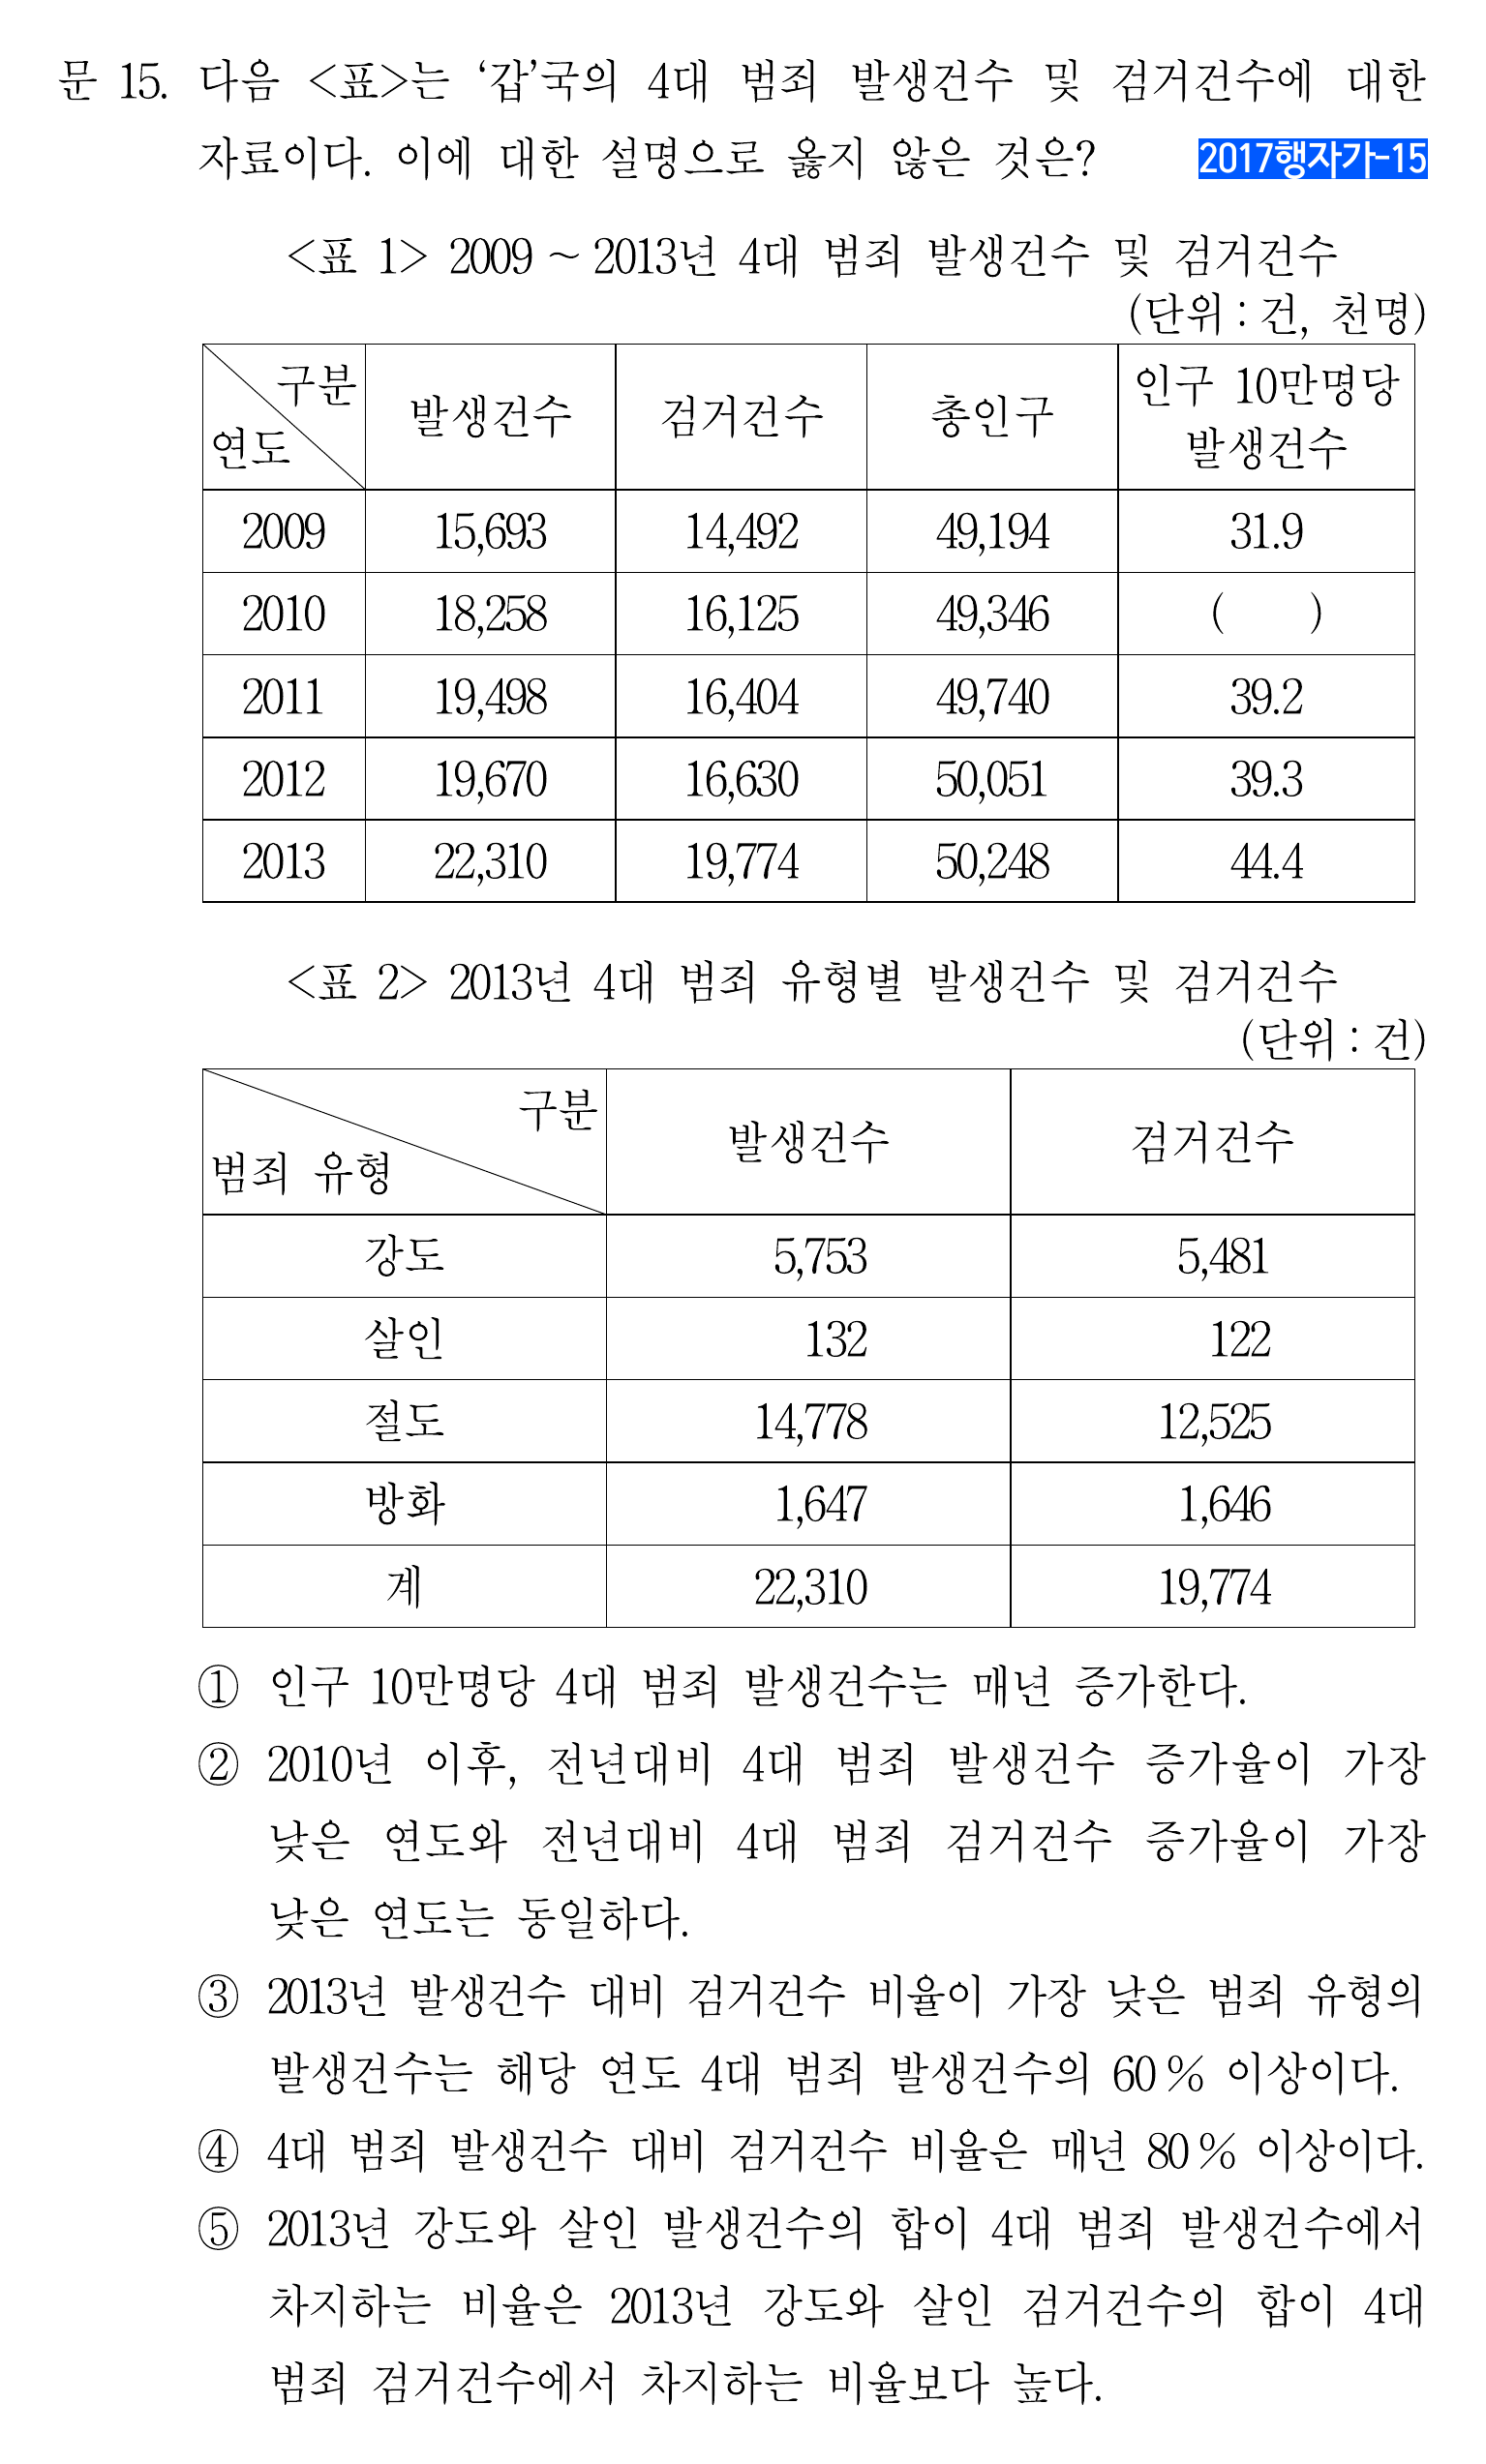 문 15. 다음 <표>는 ‘갑’국의 4대 범죄 발생건수 및 검거건수에 대한
자료이다. 이에 대한 설명으로 옳지 않은 것은? 2017행자가-15
<표 1> 2009 ~ 2013년 4대 범죄 발생건수 및 검거건수
(단위 : 건, 천명)
구분 연도 발생건수 검거건수 총인구 인구 10만명당 발생건수
2009 15,693 14,492 49,194 31.9
2010 18,258 16,125 49,346 ( )
2011 19,498 16,404 49,740 39.2
2012 19,670 16,630 50,051 39.3
2013 22,310 19,774 50,248 44.4
<표 2> 2013년 4대 범죄 유형별 발생건수 및 검거건수
(단위 : 건)
구분 범죄 유형 발생건수 검거건수
강도 5,753 5,481
살인 132 122
절도 14,778 12,525
방화 1,647 1,646
계 22,310 19,774
① 인구 10만명당 4대 범죄 발생건수는 매년 증가한다.
② 2010년 이후, 전년대비 4대 범죄 발생건수 증가율이 가장
낮은 연도와 전년대비 4대 범죄 검거건수 증가율이 가장
낮은 연도는 동일하다.
③ 2013년 발생건수 대비 검거건수 비율이 가장 낮은 범죄 유형의
발생건수는 해당 연도 4대 범죄 발생건수의 60 % 이상이다.
④ 4대 범죄 발생건수 대비 검거건수 비율은 매년 80 % 이상이다.
⑤ 2013년 강도와 살인 발생건수의 합이 4대 범죄 발생건수에서
차지하는 비율은 2013년 강도와 살인 검거건수의 합이 4대
범죄 검거건수에서 차지하는 비율보다 높다.